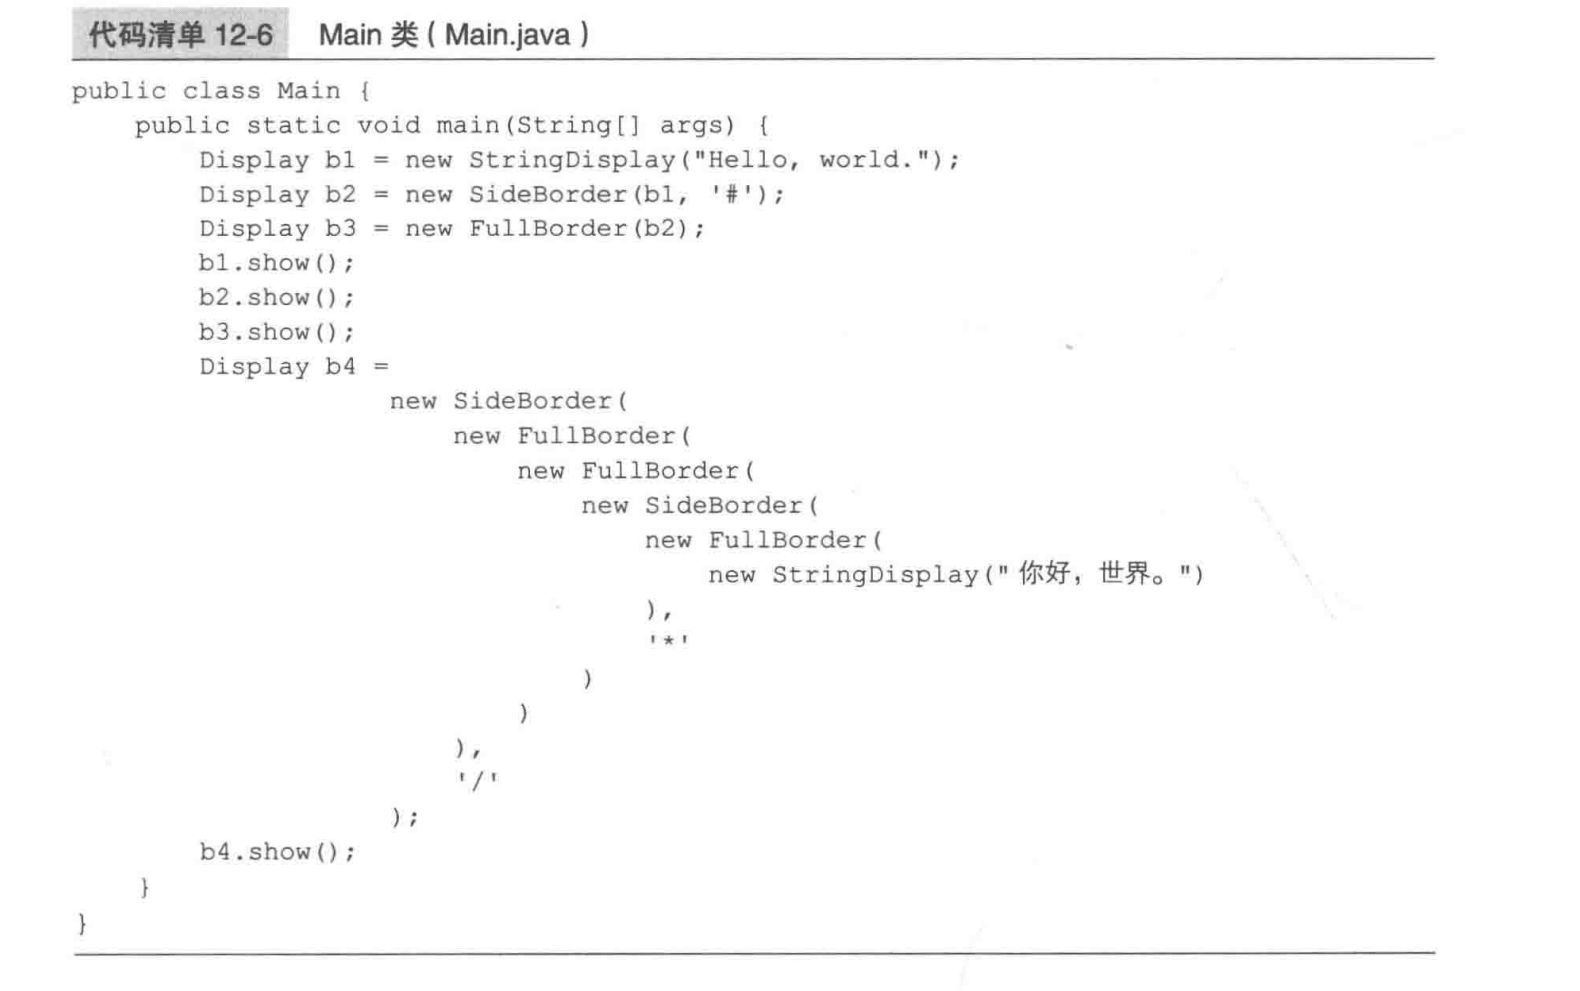 代码清单 12-6 Main 类 ( Main.java )
public class Main {
    public static void main(String[] args) {
        Display b1 = new StringDisplay("Hello, world.");
        Display b2 = new SideBorder(b1, '#');
        Display b3 = new FullBorder(b2);
        b1.show();
        b2.show();
        b3.show();
        Display b4 =
                    new SideBorder(
                        new FullBorder(
                            new FullBorder(
                                new SideBorder(
                                    new FullBorder(
                                        new StringDisplay("你好，世界。")
                                    ),
                                    '*'
                                )
                            )
                        ),
                        '/'
                    );
        b4.show();
    }
}